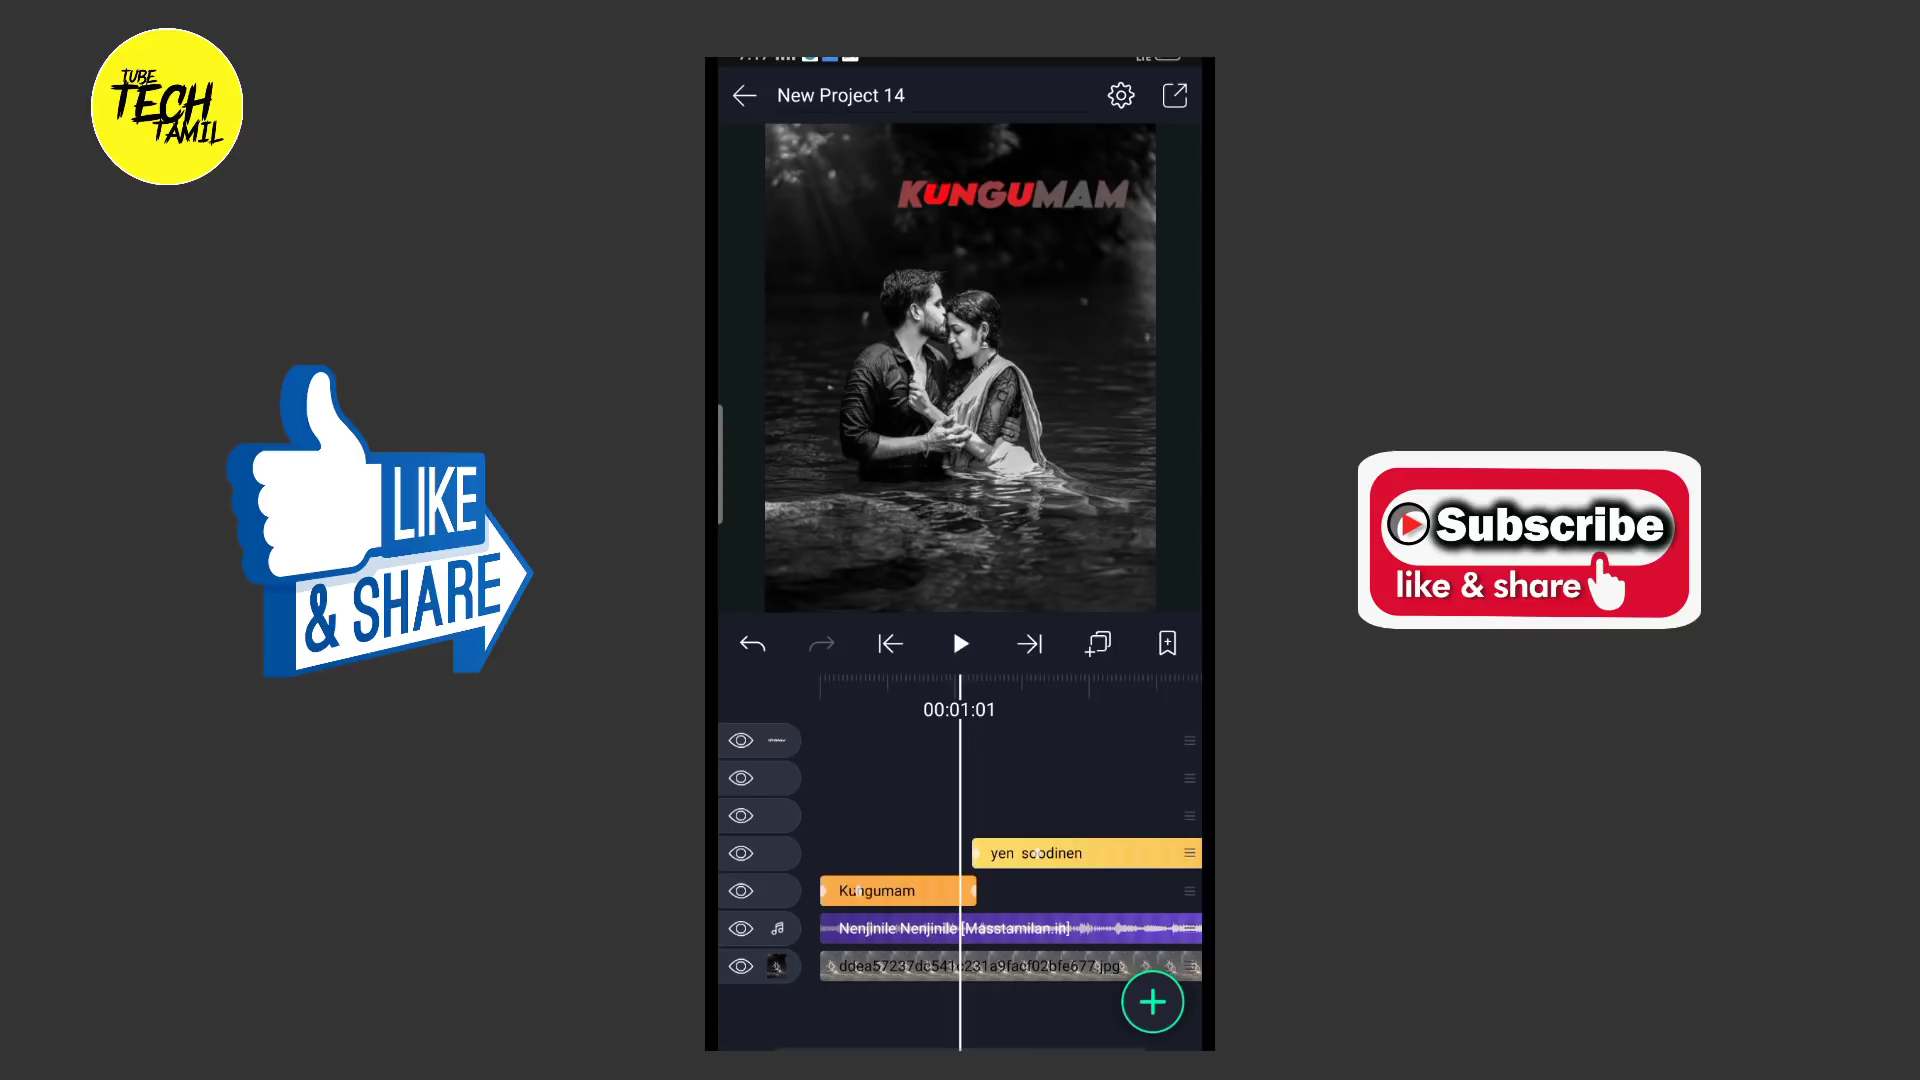 TUBE
TECH
TAMIL
New Project 14
KUNGUMAM
LIKE
& SHARE
Subscribe
like & share
00:01:01
yen soodinen
Kungumam
Nenjinile Nenjinile [Masstamilan.in]
ddea57237dc541c231a9facf02bfe677.jpg